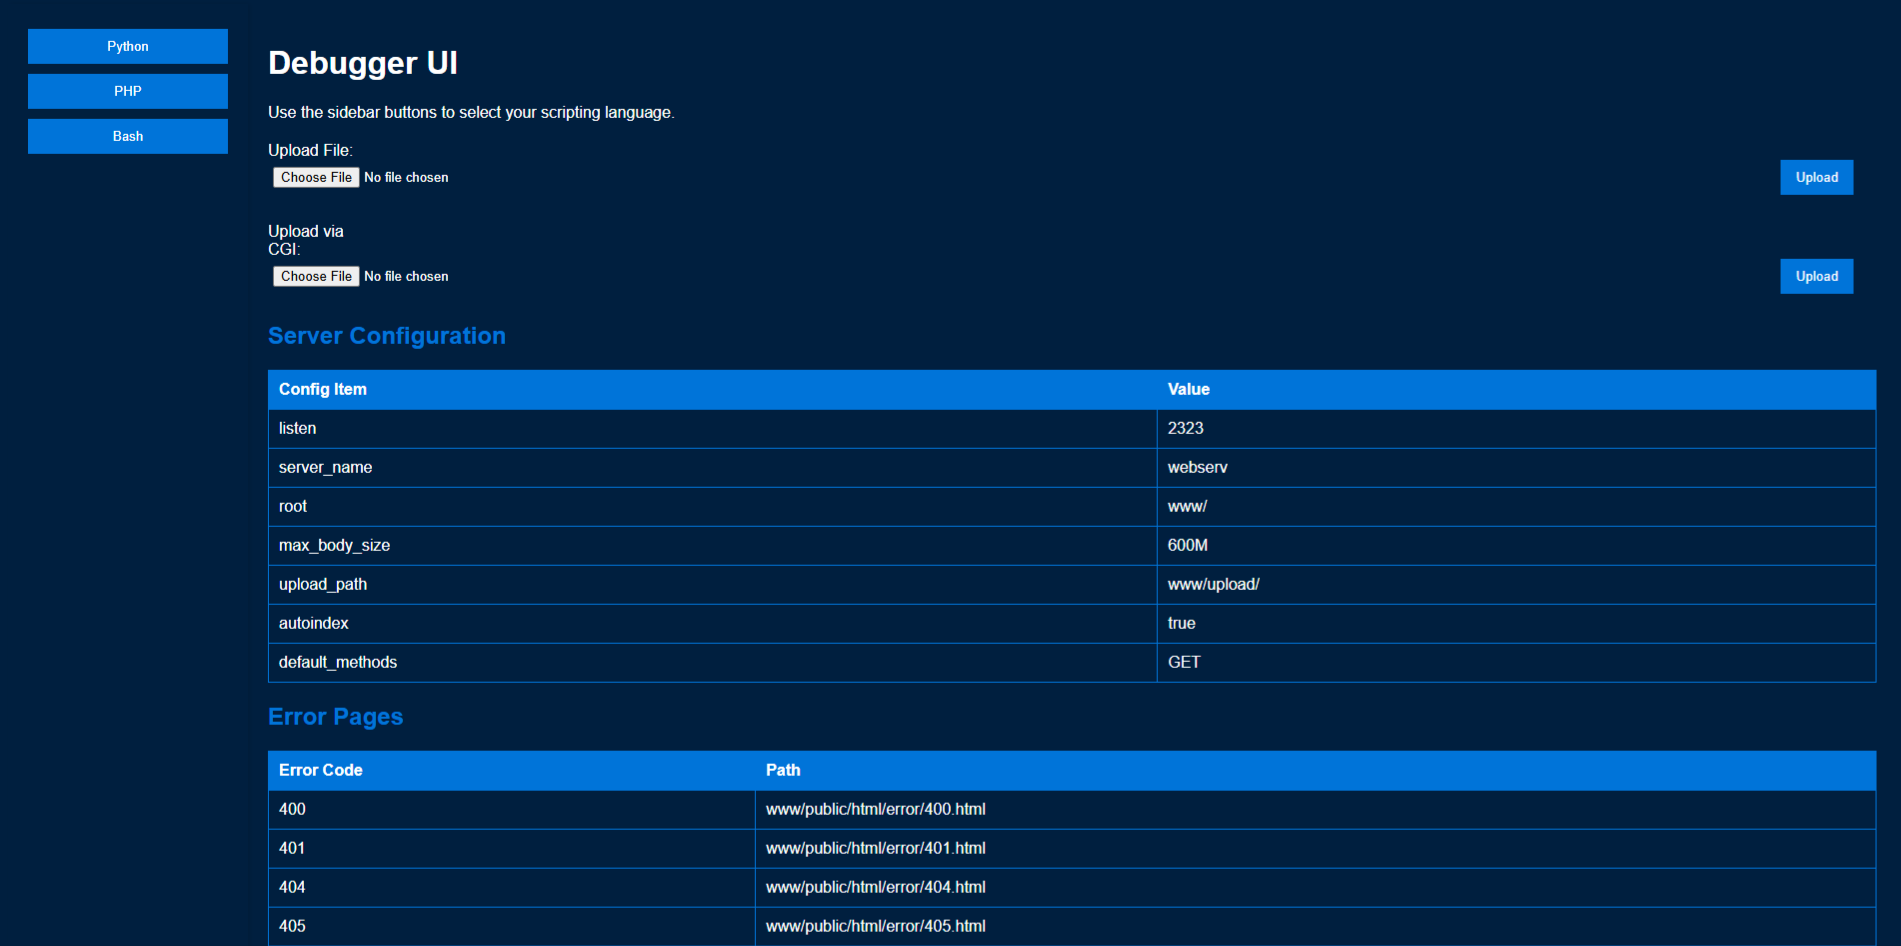 Python
PHP
Bash
Debugger UI
Use the sidebar buttons to select your scripting language.
Upload File:
Choose File No file chosen
Upload
Upload via
CGI:
Choose File No file chosen
Upload
Server Configuration
Config Item Value
listen 2323
server_name webserv
root www/
max_body_size 600M
upload_path www/upload/
autoindex true
default_methods GET
Error Pages
Error Code Path
400 www/public/html/error/400.html
401 www/public/html/error/401.html
404 www/public/html/error/404.html
405 www/public/html/error/405.html